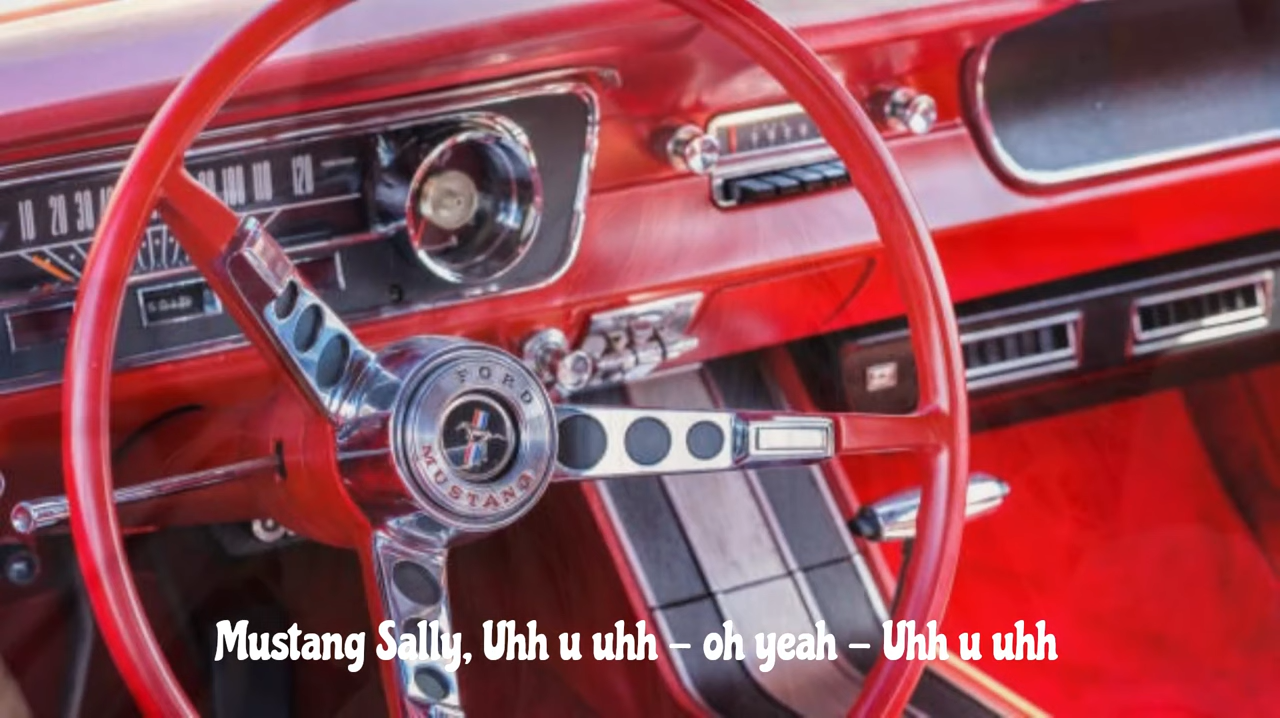 10 20 30
100 110 120
FORD
MUSTANG
Mustang Sally, Uhh u uhh – oh yeah – Uhh u uhh